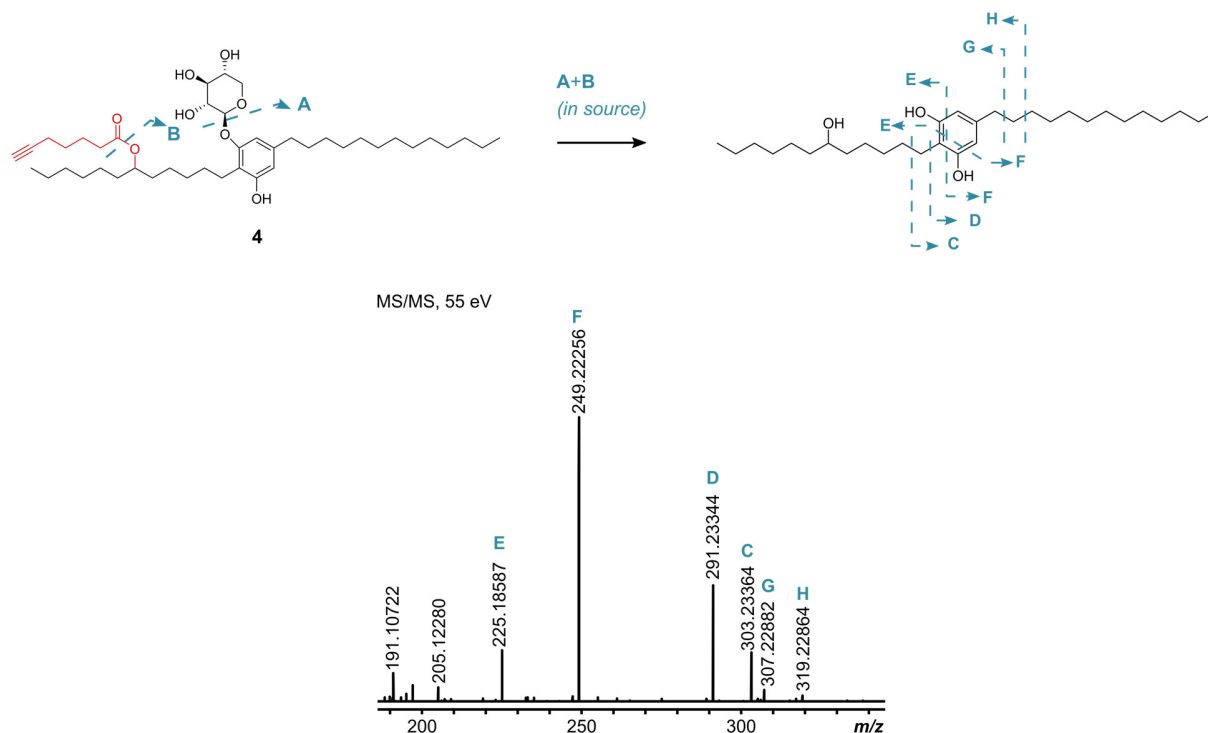 OH
HO
HO
O
A
O
B
O
O
OH
4
A+B
(in source)
H
G
E
HO
E
OH
F
OH
F
D
C
MS/MS, 55 eV
F
249.22256
D
291.23344
E
225.18587
C
303.23364
G
307.22882
H
319.22864
191.10722
205.12280
200
250
300
m/z